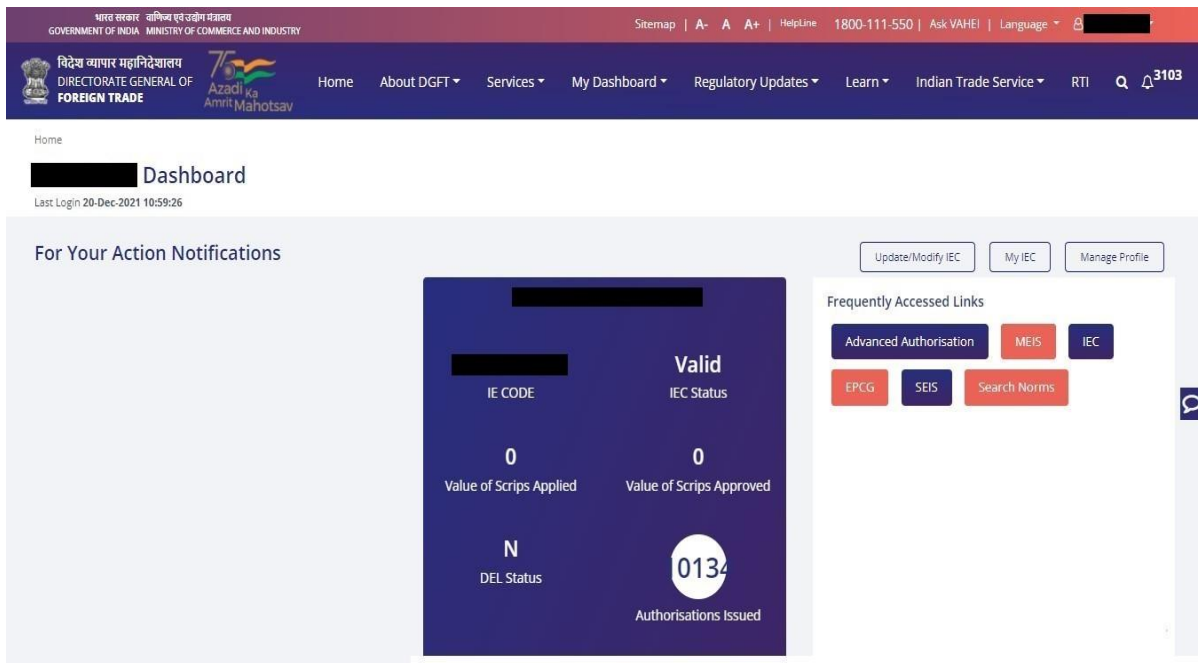 भारत सरकार वाणिज्य एवं उद्योग मंत्रालय
GOVERNMENT OF INDIA MINISTRY OF COMMERCE AND INDUSTRY
Sitemap | A- A A+ | HelpLine 1800-111-550 | Ask VAHEI | Language
विदेश व्यापार महानिदेशालय
DIRECTORATE GENERAL OF
FOREIGN TRADE
75
Azadi Ka
Amrit Mahotsav
Home About DGFT Services My Dashboard Regulatory Updates Learn Indian Trade Service RTI 3103
Home
Dashboard
Last Login 20-Dec-2021 10:59:26
For Your Action Notifications
Update/Modify IEC My IEC Manage Profile
Frequently Accessed Links
Advanced Authorisation MEIS IEC
EPCG SEIS Search Norms
Valid
IE CODE IEC Status
0 0
Value of Scrips Applied Value of Scrips Approved
N
DEL Status
Authorisations Issued